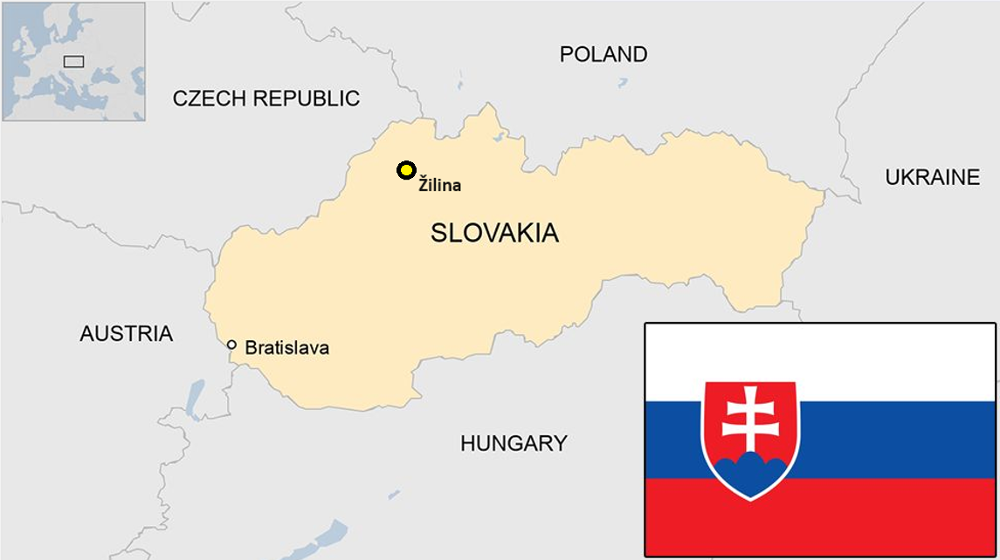 POLAND
CZECH REPUBLIC
UKRAINE
Žilina
SLOVAKIA
AUSTRIA
Bratislava
HUNGARY